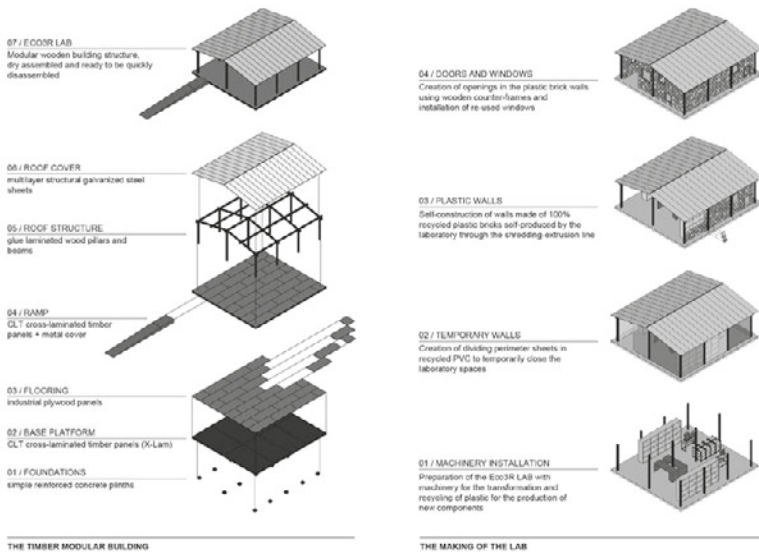 07 / ECO3R LAB
Modular wooden building structure,
dry assembled and ready to be quickly
disassembled
06 / ROOF COVER
multilayer structural galvanized steel
sheets
05 / ROOF STRUCTURE
glue laminated wood pillars and
beams
04 / RAMP
CLT cross-laminated timber
panels + metal cover
03 / FLOORING
industrial plywood panels
02 / BASE PLATFORM
CLT cross-laminated timber panels (X-Lam)
01 / FOUNDATIONS
simple reinforced concrete plinths
THE TIMBER MODULAR BUILDING
04 / DOORS AND WINDOWS
Creation of openings in the plastic brick walls
using wooden counter-frames and
installation of re-used windows
03 / PLASTIC WALLS
Self-construction of walls made of 100%
recycled plastic bricks self-produced by the
laboratory through the shredding-extrusion line
02 / TEMPORARY WALLS
Creation of dividing perimeter sheets in
recycled PVC to temporarily close the
laboratory spaces
01 / MACHINERY INSTALLATION
Preparation of the Eco3R LAB with
machinery for the transformation and
recycling of plastic for the production of
new components
THE MAKING OF THE LAB